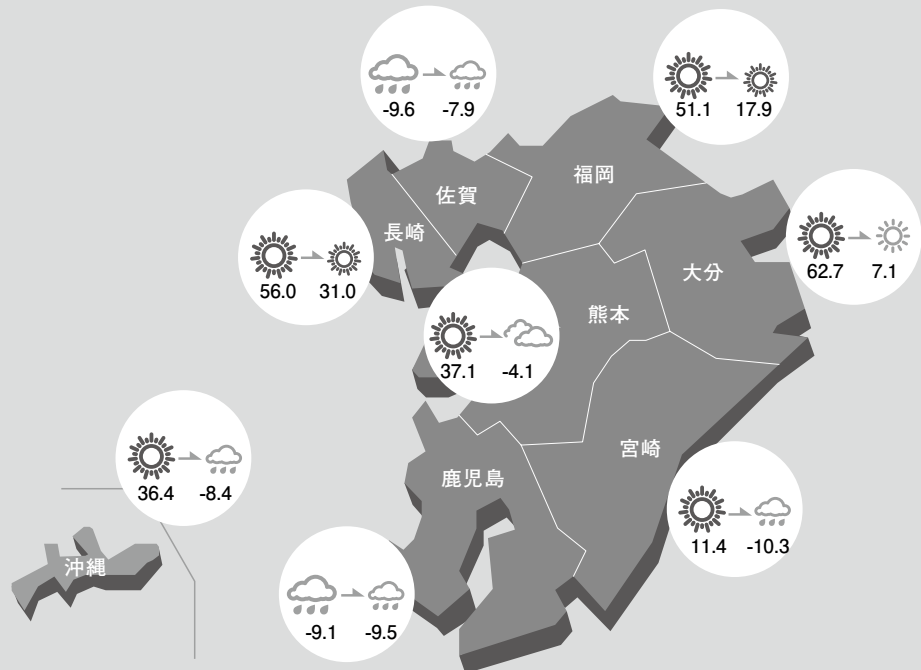 -9.6 -7.9
51.1 17.9
福岡
佐賀
長崎
56.0 31.0
大分
62.7 7.1
熊本
37.1 -4.1
宮崎
鹿児島
36.4 -8.4
11.4 -10.3
沖縄
-9.1 -9.5